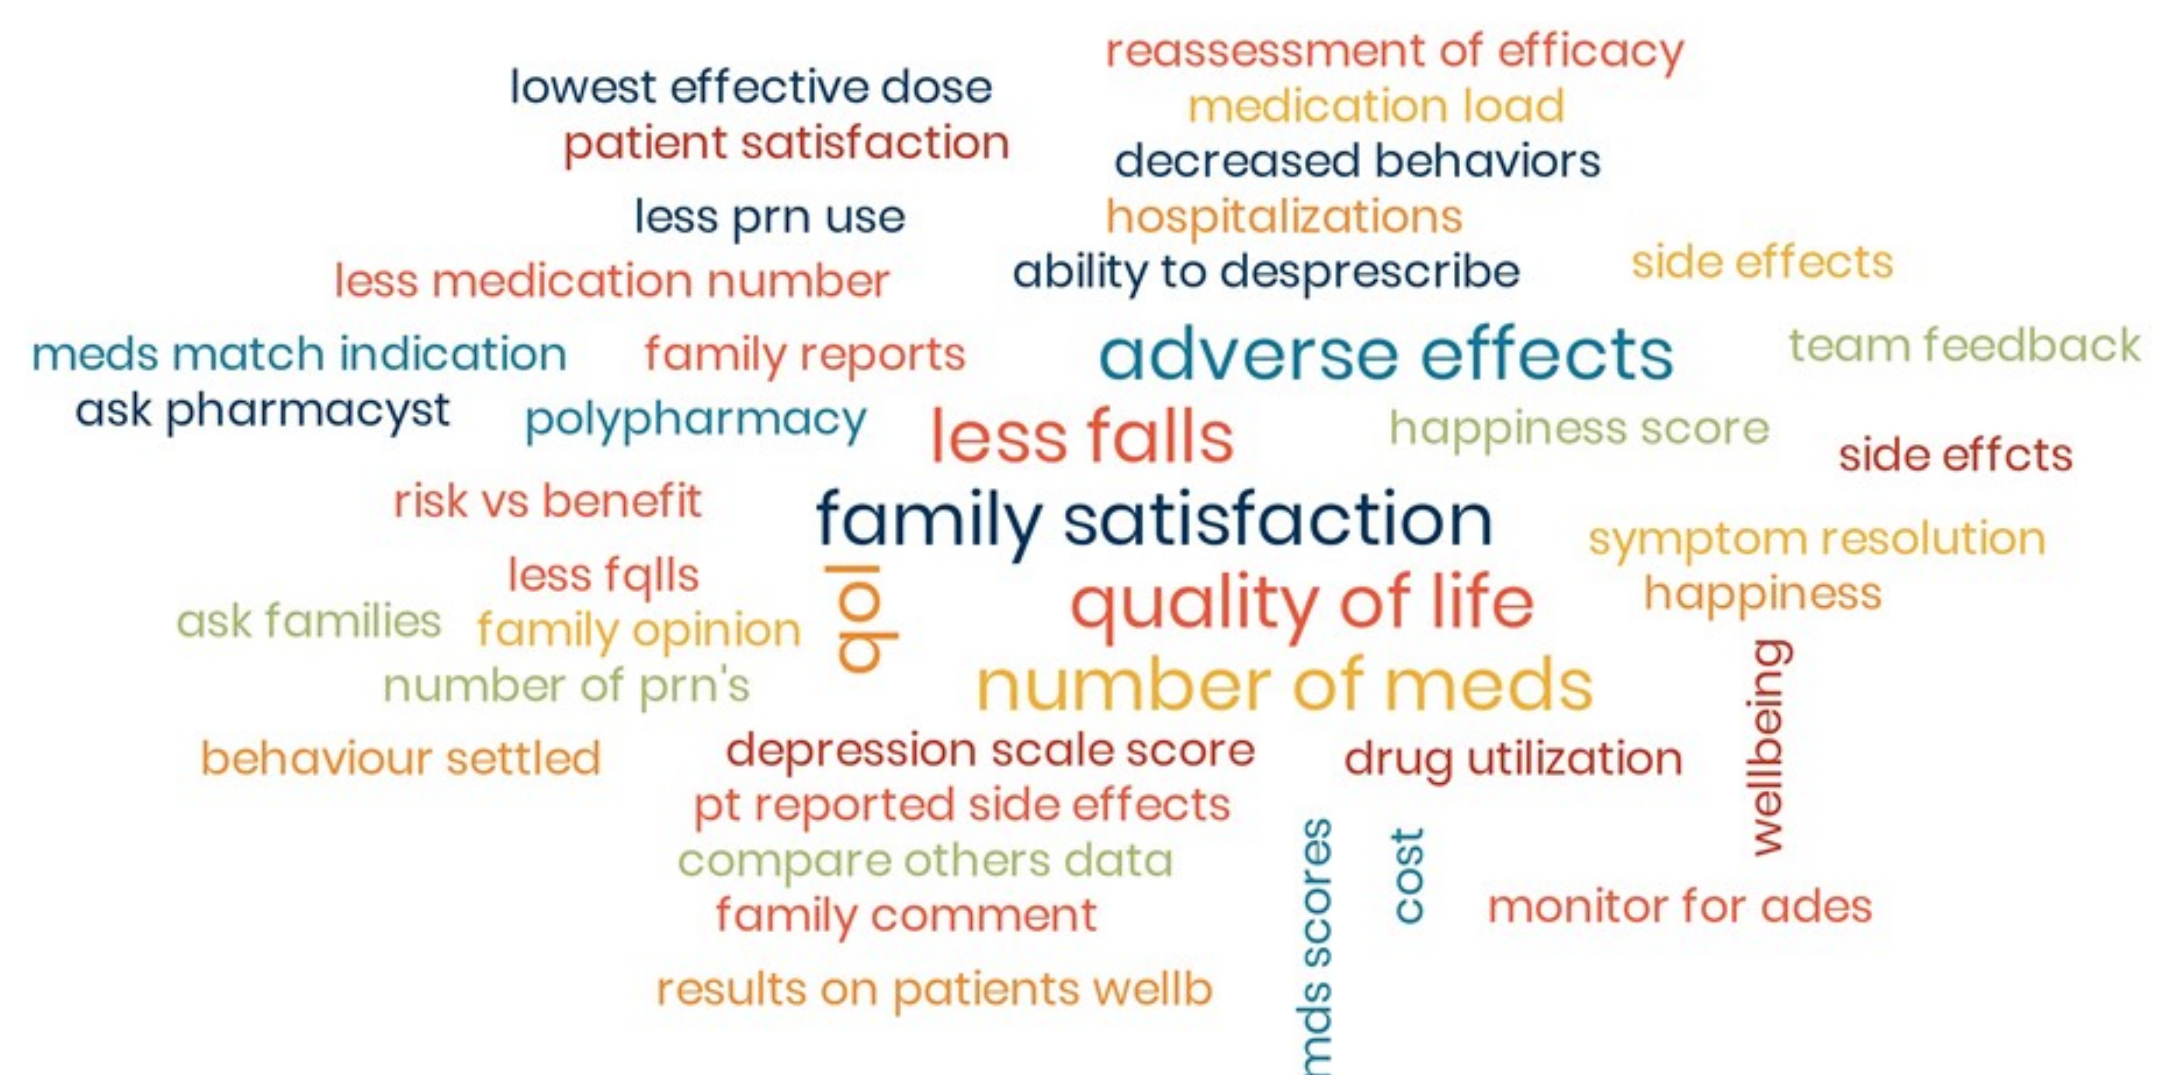 reassessment of efficacy
lowest effective dose
medication load
patient satisfaction
decreased behaviors
less prn use
hospitalizations
side effects
ability to desprescribe
less medication number
team feedback
meds match indication
family reports
adverse effects
ask pharmacyst
polypharmacy
less falls
happiness score
side effcts
risk vs benefit
family satisfaction
symptom resolution
less fqlls
qol
quality of life
happiness
ask families
family opinion
number of prn's
number of meds
wellbeing
behaviour settled
depression scale score
drug utilization
pt reported side effects
compare others data
mds scores
cost
family comment
monitor for ades
results on patients wellb